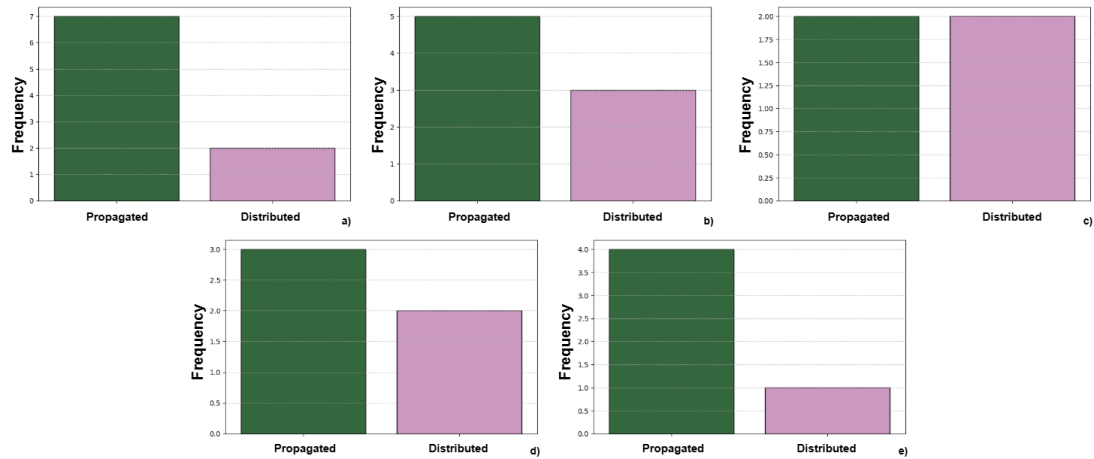 Frequency
7
6
5
4
3
2
1
0
Propagated
Distributed
a)
Frequency
5
4
3
2
1
0
Propagated
Distributed
b)
Frequency
2.00
1.75
1.50
1.25
1.00
0.75
0.50
0.25
0.00
Propagated
Distributed
c)
Frequency
3.0
2.5
2.0
1.5
1.0
0.5
0.0
Propagated
Distributed
d)
Frequency
4.0
3.5
3.0
2.5
2.0
1.5
1.0
0.5
0.0
Propagated
Distributed
e)